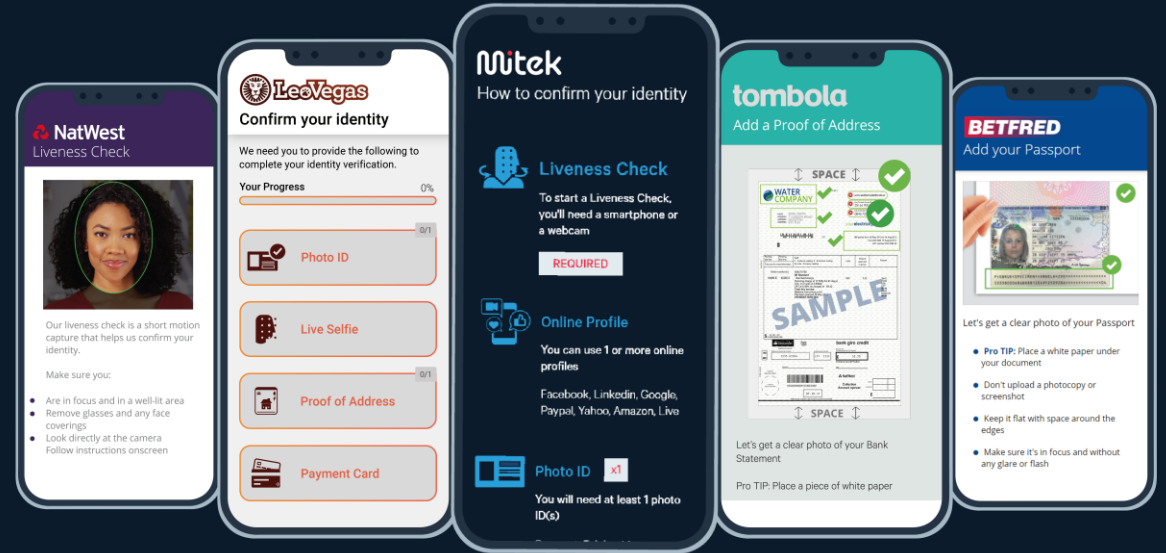 NatWest
Liveness Check
Our liveness check is a short motion
capture that helps us confirm your
identity.
Make sure you:
Are in focus and in a well-lit area
Remove glasses and any face
coverings
Look directly at the camera
Follow instructions onscreen
LeoVegas
Confirm your identity
We need you to provide the following to
complete your identity verification.
Your Progress
0%
0/1
Photo ID
Live Selfie
0/1
Proof of Address
Payment Card
Mitek
How to confirm your identity
Liveness Check
To start a Liveness Check,
you'll need a smartphone or
a webcam
REQUIRED
Online Profile
You can use 1 or more online
profiles
Facebook, Linkedin, Google,
Paypal, Yahoo, Amazon, Live
Photo ID x1
You will need at least 1 photo
ID(s)
tombola
Add a Proof of Address
SPACE
WATER
COMPANY
SAMPLE
bank giro credit
SPACE
Let's get a clear photo of your Bank
Statement
Pro TIP: Place a piece of white paper
BETFRED
Add your Passport
Let's get a clear photo of your Passport
Pro TIP: Place a white paper under
your document
Don't upload a photocopy or
screenshot
Keep it flat with space around the
edges
Make sure it's in focus and without
any glare or flash